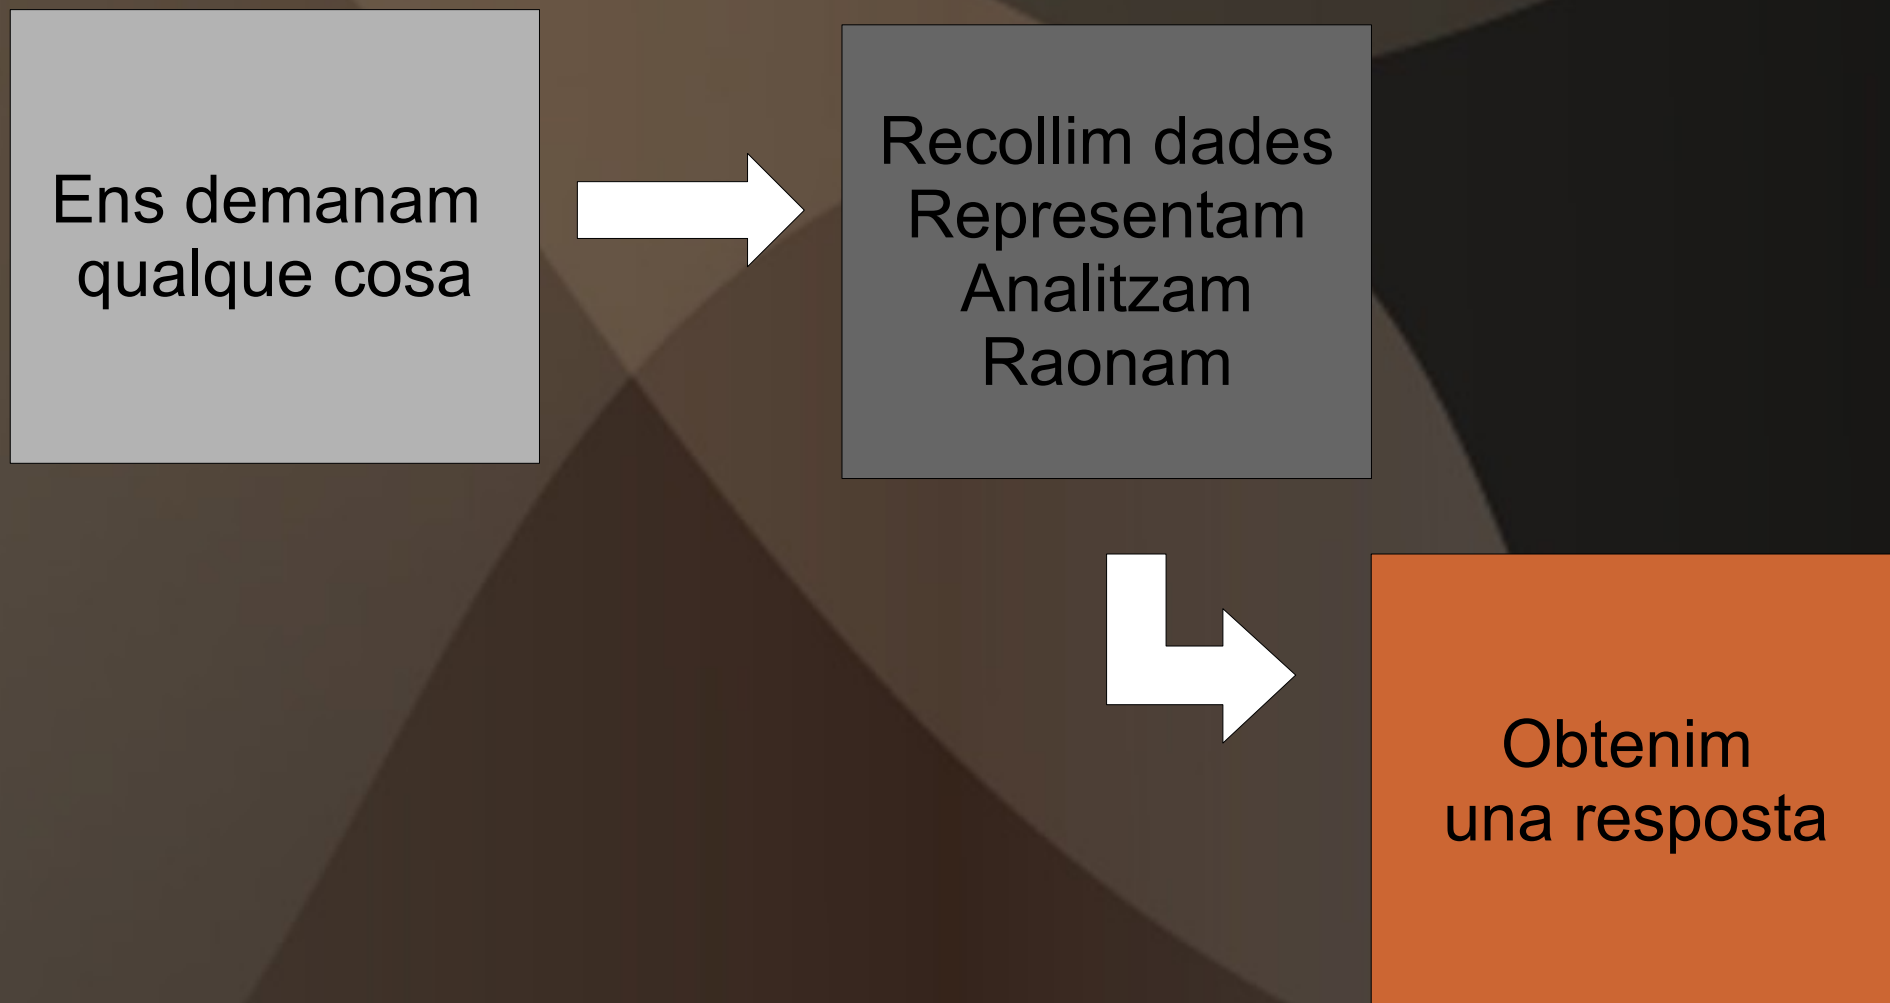 Ens demanam
qualque cosa
Recollim dades
Representam
Analitzam
Raonam
Obtenim
una resposta